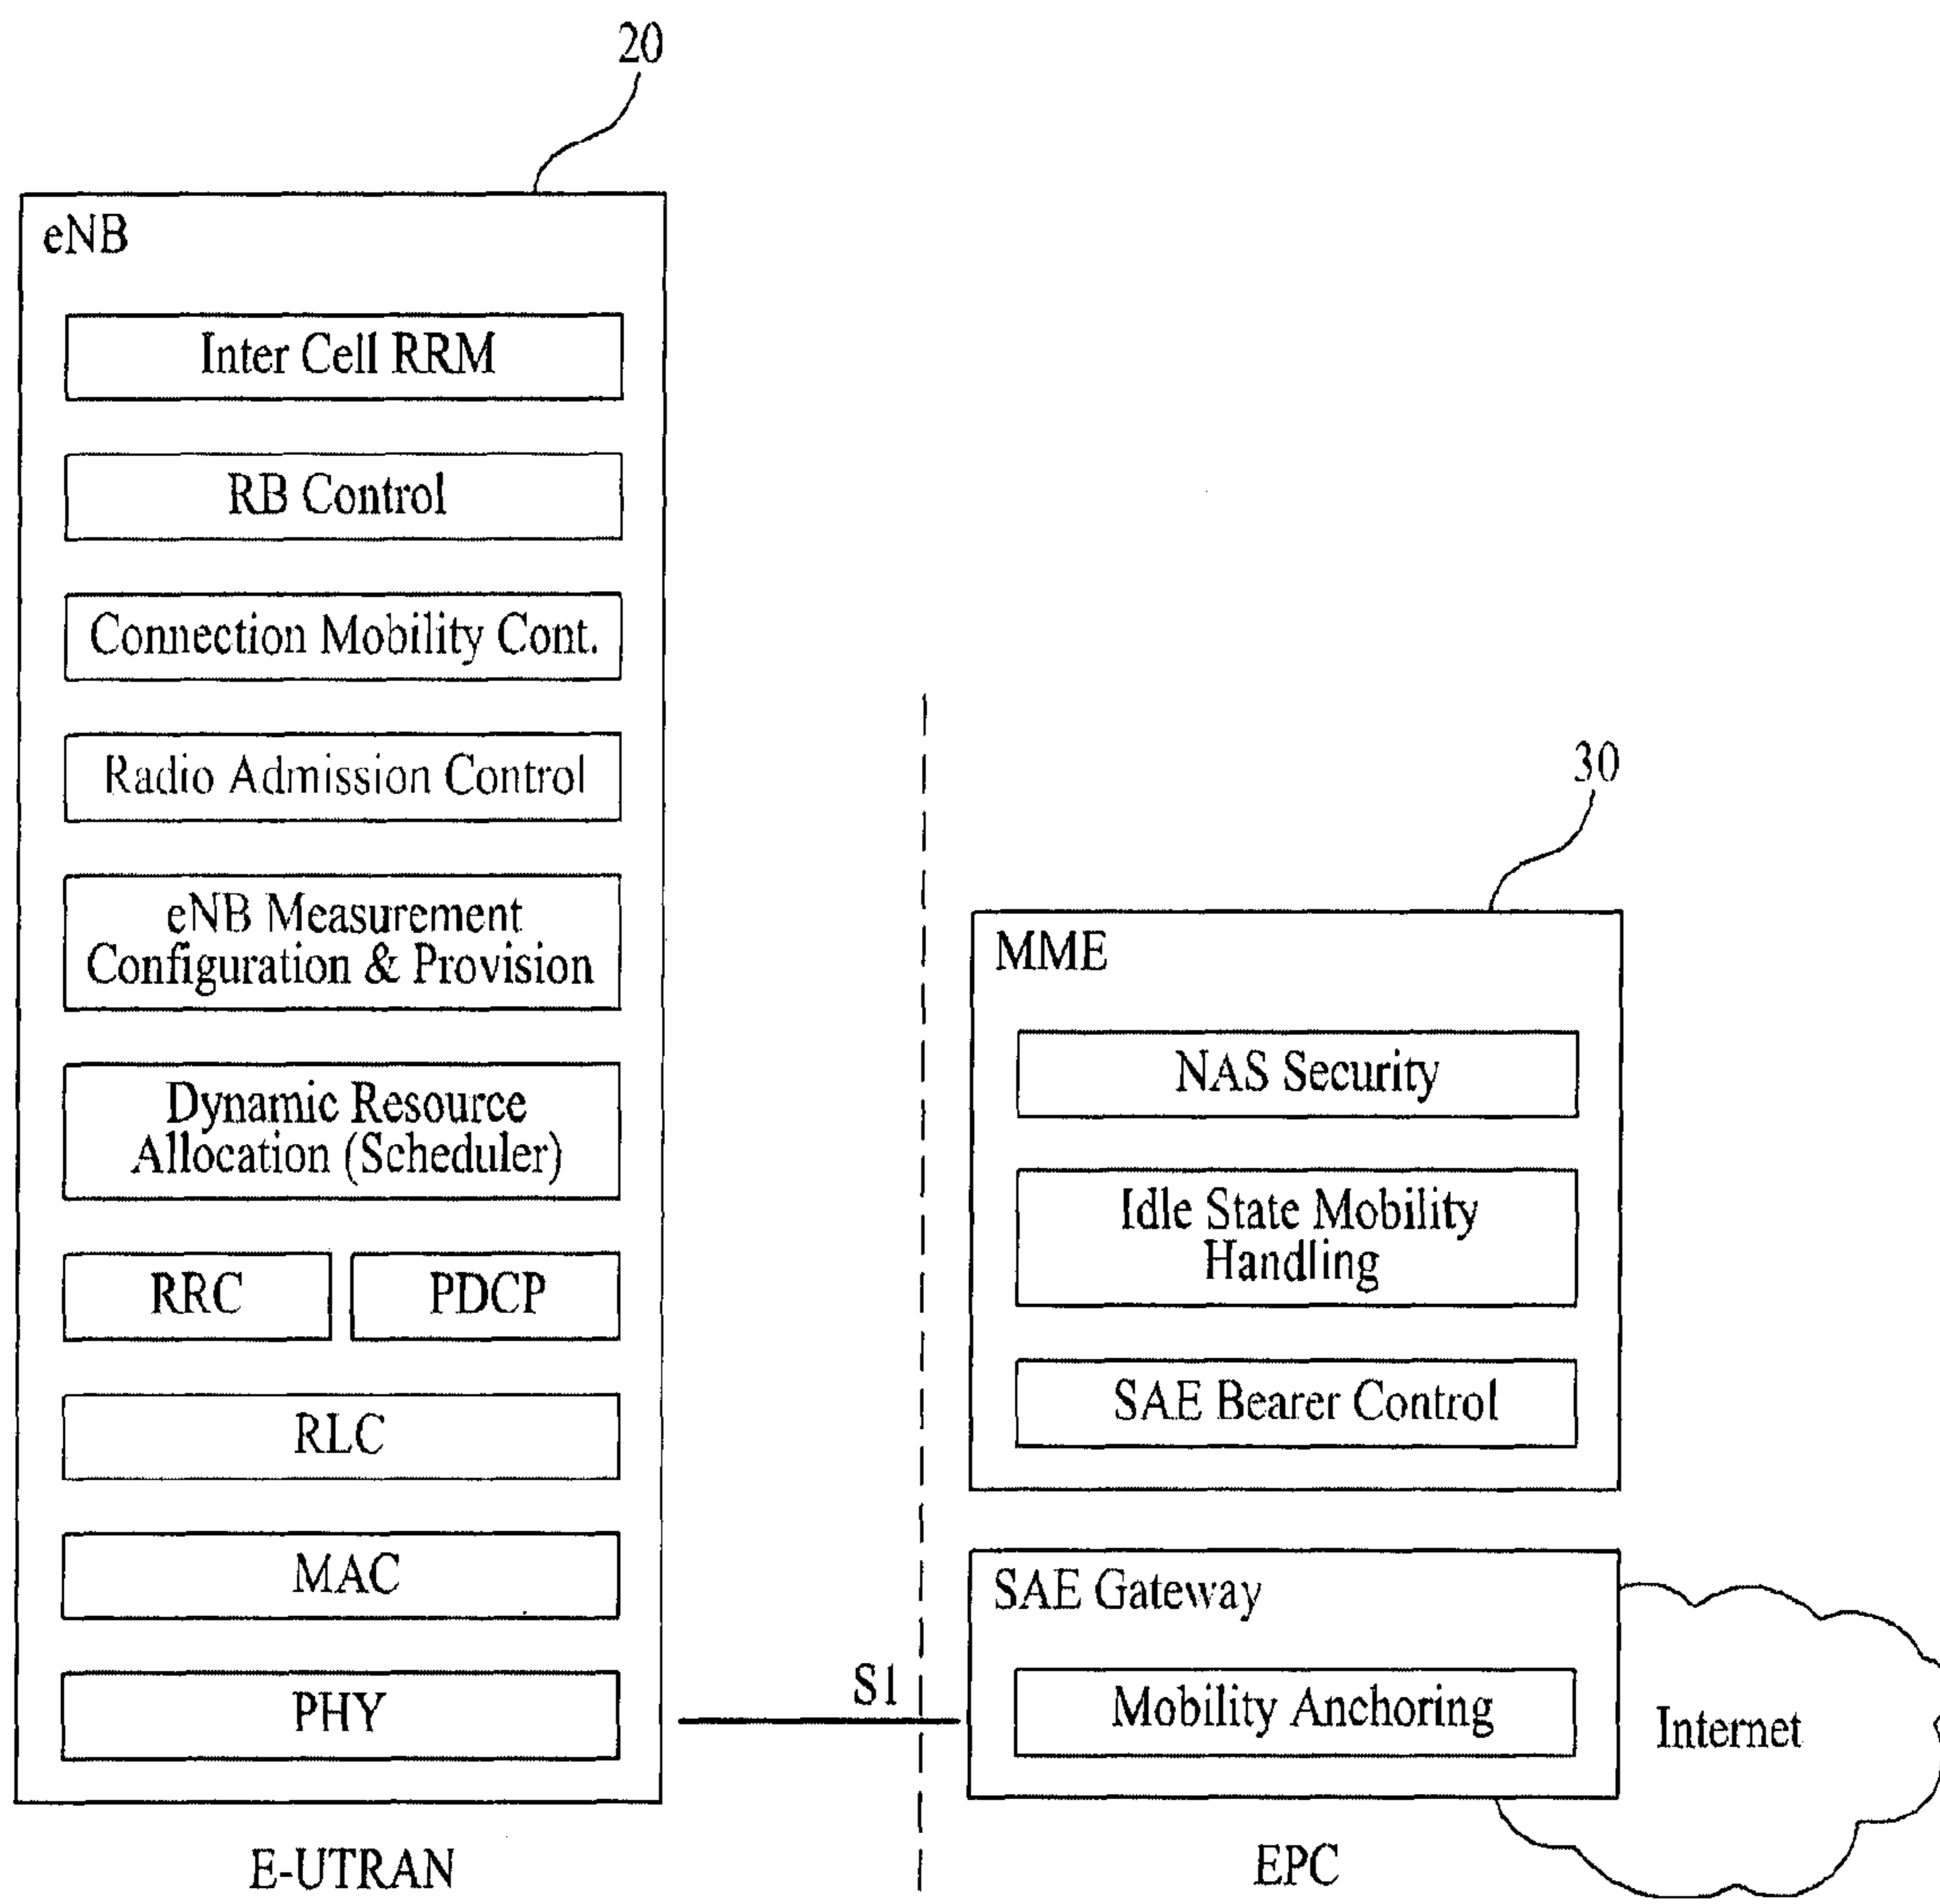 20
eNB
Inter Cell RRM
RB Control
Connection Mobility Cont.
Radio Admission Control
eNB Measurement
Configuration & Provision
Dynamic Resource
Allocation (Scheduler)
RRC
PDCP
RLC
MAC
PHY
S1
E-UTRAN
30
MME
NAS Security
Idle State Mobility
Handling
SAE Bearer Control
SAE Gateway
Mobility Anchoring
Internet
EPC